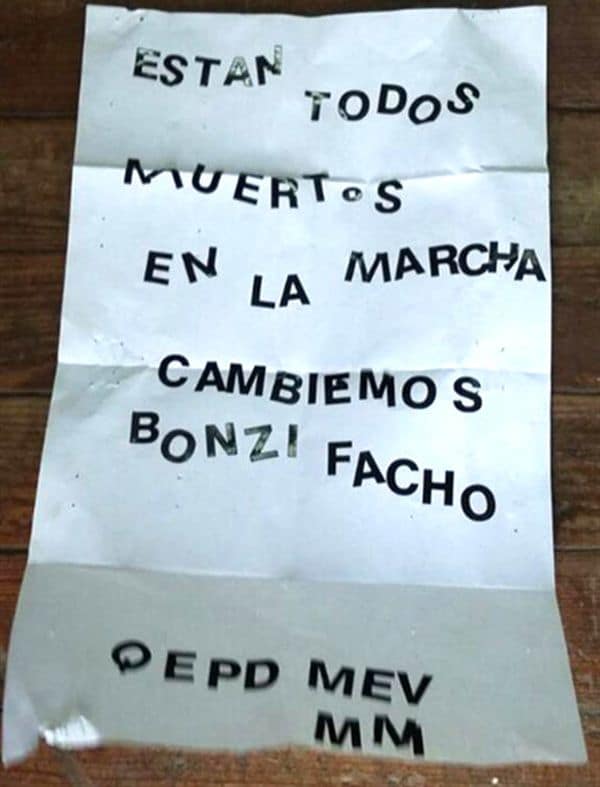 ESTAN TODOS
MUERToS
EN LA MARCHA
CAMBIEMOS
BONZI FACHO
QEPD MEV
MM